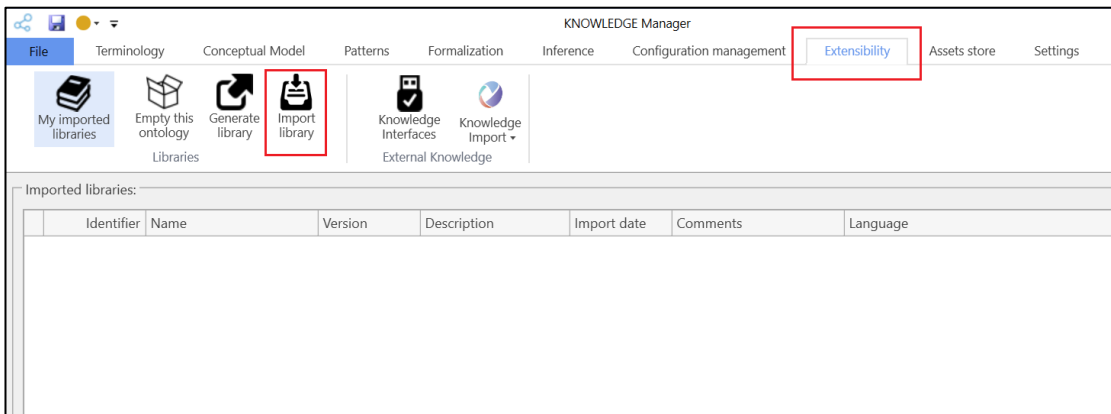 KNOWLEDGE Manager
File Terminology Conceptual Model Patterns Formalization Inference Configuration management Extensibility Assets store Settings
My imported Empty this Generate Import Knowledge Knowledge
libraries ontology library library Interfaces Import
Libraries External Knowledge
Imported libraries:
Identifier Name Version Description Import date Comments Language